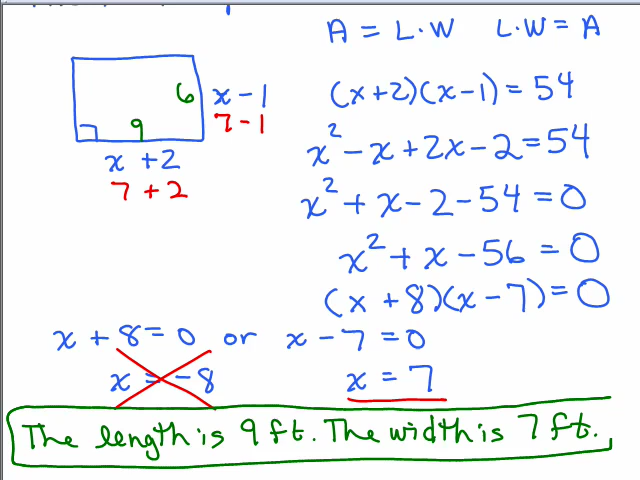 A = L·W   L·W = A
6   x - 1
(x+2)(x-1) = 54
9   7 - 1
x² - x + 2x - 2 = 54
x + 2
7 + 2
x² + x - 2 - 54 = 0
x² + x - 56 = 0
(x + 8)(x - 7) = 0
x + 8 = 0 or x - 7 = 0
x = -8   x = 7
The length is 9 ft. The width is 7 ft.